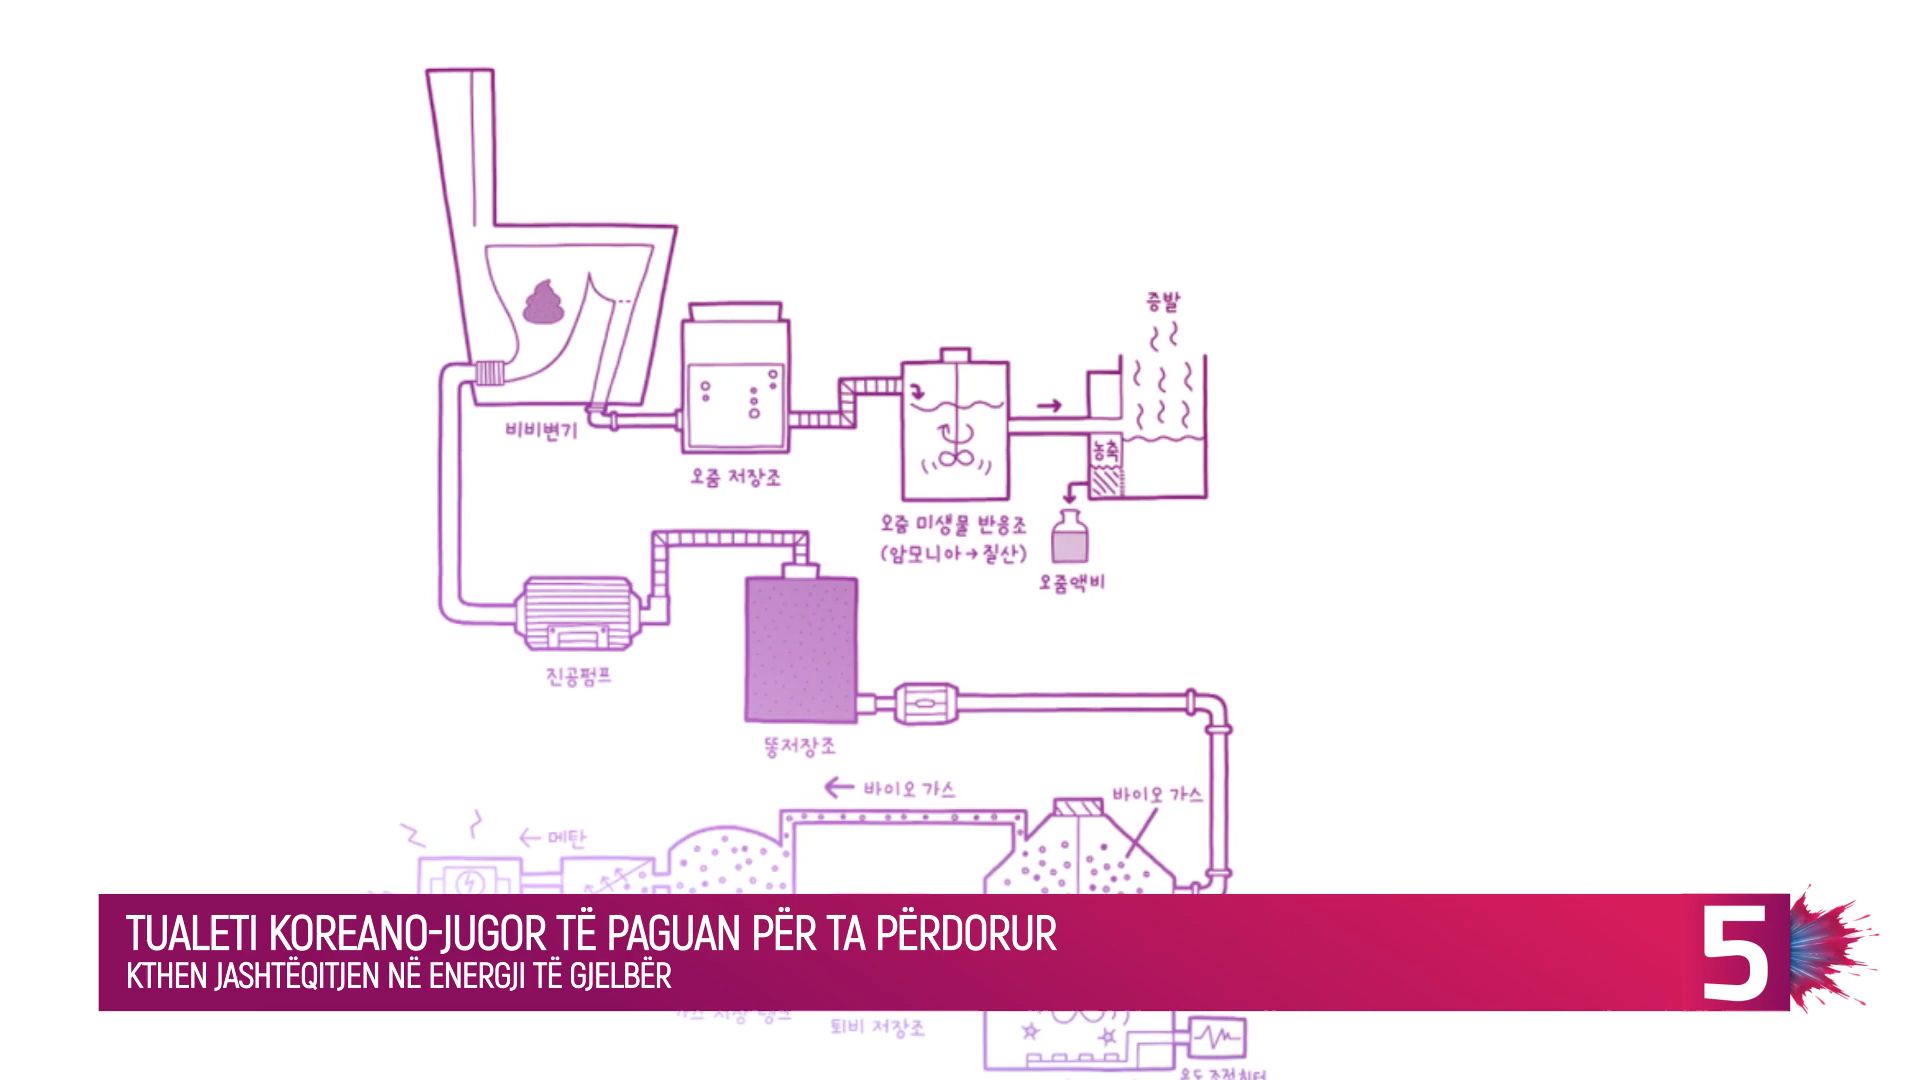 증발
비비변기
농축
오줌 저장조
오줌 미생물 반응조
(암모니아→질산)
오줌액비
진공펌프
똥저장조
← 바이오 가스
바이오 가스
← 메탄
TUALETI KOREANO-JUGOR TË PAGUAN PËR TA PËRDORUR
KTHEN JASHTËQITJEN NË ENERGJI TË GJELBËR
5
퇴비 저장조